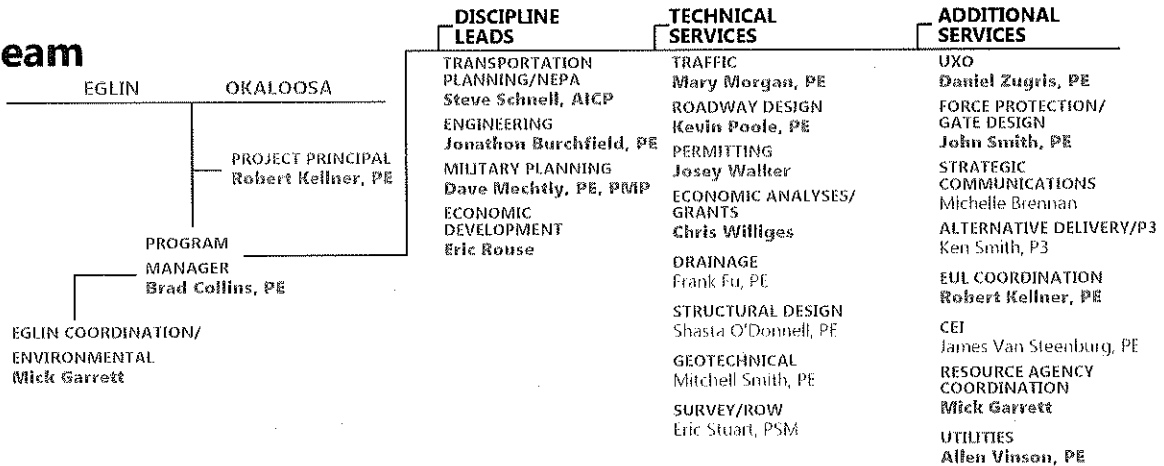 eam
EGLIN
OKALOOSA
PROJECT PRINCIPAL
Robert Kellner, PE
PROGRAM
MANAGER
Brad Collins, PE
EGLIN COORDINATION/
ENVIRONMENTAL
Mick Garrett
DISCIPLINE
LEADS
TRANSPORTATION
PLANNING/NEPA
Steve Schnell, AICP
ENGINEERING
Jonathon Burchfield, PE
MILITARY PLANNING
Dave Mechtly, PE, PMP
ECONOMIC
DEVELOPMENT
Eric Rouse
TECHNICAL
SERVICES
TRAFFIC
Mary Morgan, PE
ROADWAY DESIGN
Kevin Poole, PE
PERMITTING
Josey Walker
ECONOMIC ANALYSES/
GRANTS
Chris Williges
DRAINAGE
Frank Fu, PE
STRUCTURAL DESIGN
Shasta O'Donnell, PE
GEOTECHNICAL
Mitchell Smith, PE
SURVEY/ROW
Eric Stuart, PSM
ADDITIONAL
SERVICES
UXO
Daniel Zugris, PE
FORCE PROTECTION/
GATE DESIGN
John Smith, PE
STRATEGIC
COMMUNICATIONS
Michelle Brennan
ALTERNATIVE DELIVERY/P3
Ken Smith, P3
EUL COORDINATION
Robert Kellner, PE
CEI
James Van Steenburg, PE
RESOURCE AGENCY
COORDINATION
Mick Garrett
UTILITIES
Allen Vinson, PE